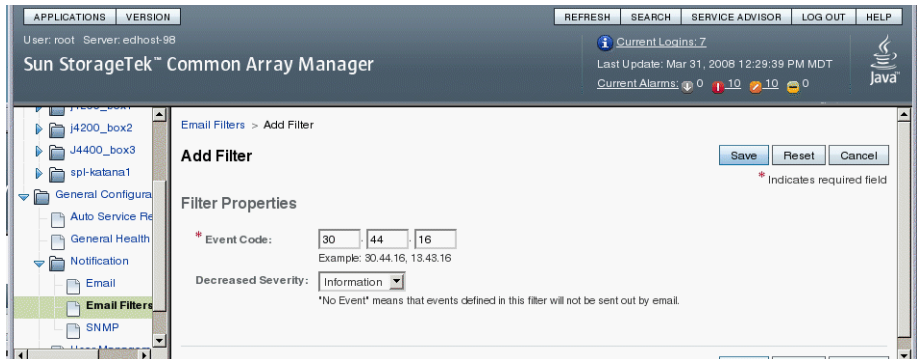 APPLICATIONS VERSION REFRESH SEARCH SERVICE ADVISOR LOG OUT HELP
User: root Server: edhost-98
Sun StorageTek™ Common Array Manager
Current Logins: 7
Last Update: Mar 31, 2008 12:29:39 PM MDT
Current Alarms: 0 10 10 0
Java™
j4200_box2
J4400_box3
spl-katana1
General Configura
Auto Service Re
General Health
Notification
Email
Email Filters
SNMP
Email Filters > Add Filter
Add Filter
Save Reset Cancel
* Indicates required field
Filter Properties
* Event Code: 30 . 44 . 16
Example: 30.44.16, 13.43.16
Decreased Severity: Information
"No Event" means that events defined in this filter will not be sent out by email.